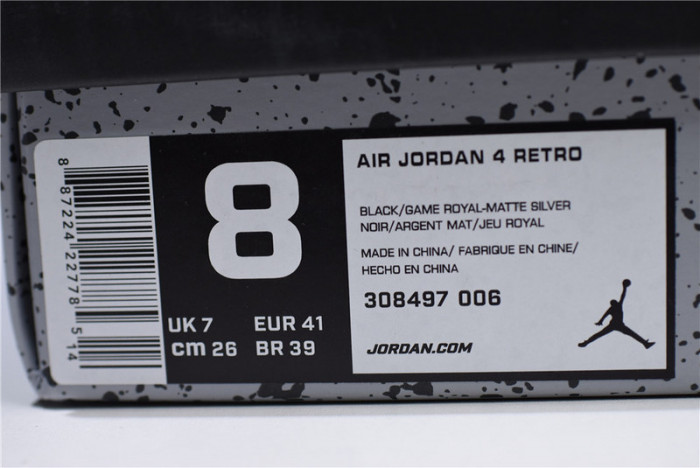 8 87224 22778 514
8
UK 7 EUR 41
cm 26 BR 39
AIR JORDAN 4 RETRO
BLACK/GAME ROYAL-MATTE SILVER
NOIR/ARGENT MAT/JEU ROYAL
MADE IN CHINA/ FABRIQUE EN CHINE/
HECHO EN CHINA
308497 006
JORDAN.COM